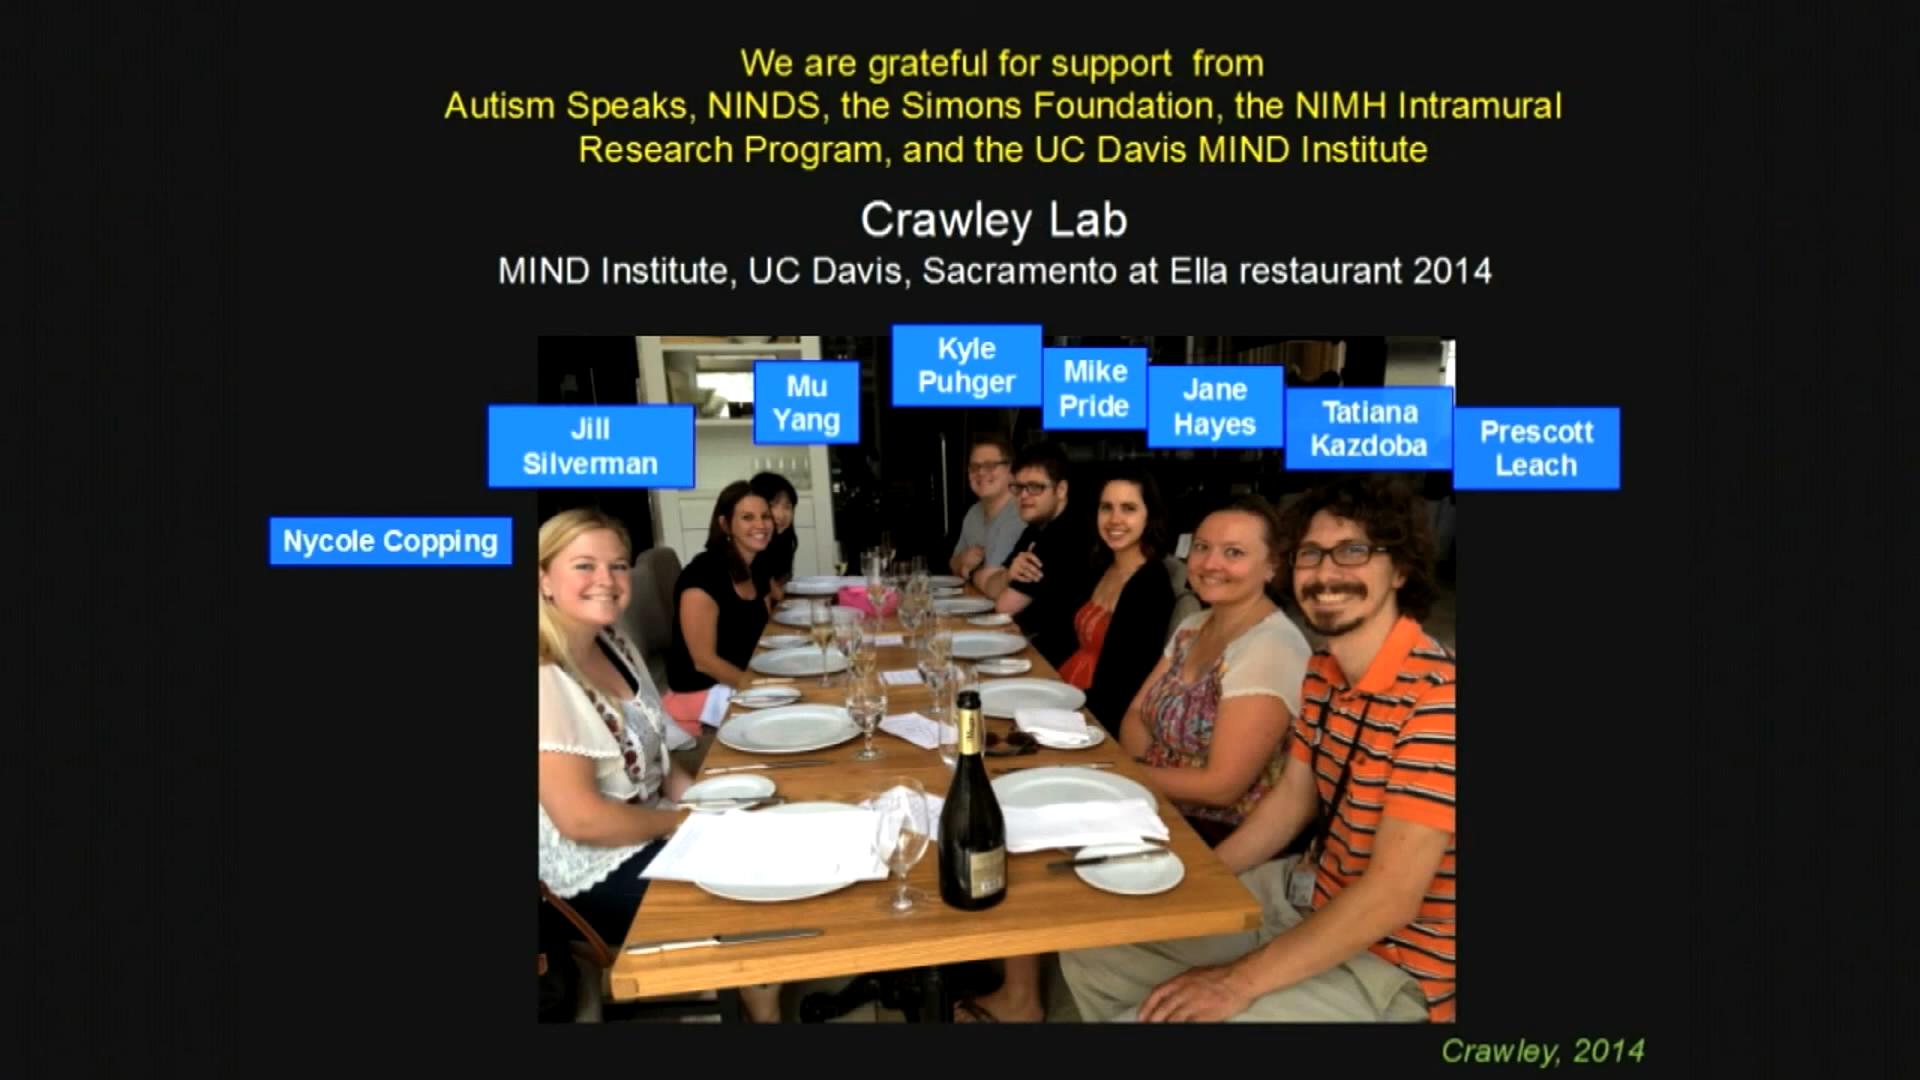 We are grateful for support from
Autism Speaks, NINDS, the Simons Foundation, the NIMH Intramural
Research Program, and the UC Davis MIND Institute
Crawley Lab
MIND Institute, UC Davis, Sacramento at Ella restaurant 2014
Kyle
Puhger
Mike
Pride
Mu
Yang
Jane
Hayes
Tatiana
Kazdoba
Jill
Silverman
Prescott
Leach
Nycole Copping
Crawley, 2014